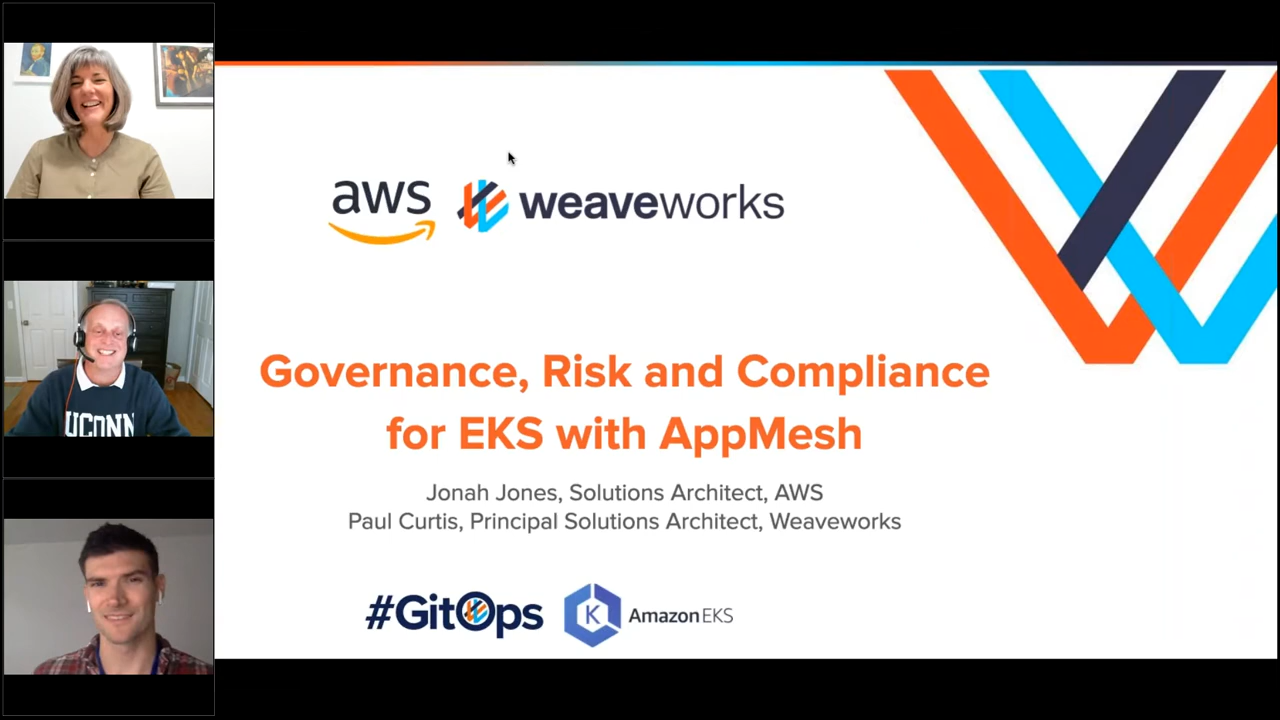 UCONN
aws weaveworks
Governance, Risk and Compliance
for EKS with AppMesh
Jonah Jones, Solutions Architect, AWS
Paul Curtis, Principal Solutions Architect, Weaveworks
#GitOps
K Amazon EKS